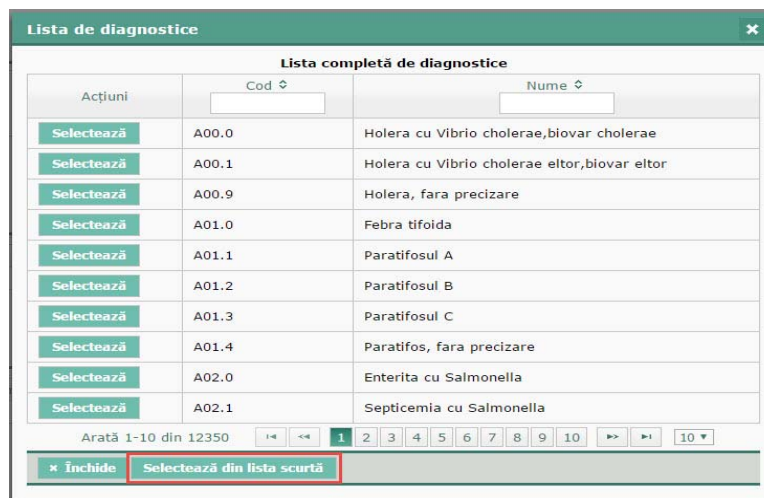 Lista de diagnostice
Lista completă de diagnostice
Acțiuni Cod Nume
Selectează A00.0 Holera cu Vibrio cholerae,biovar cholerae
Selectează A00.1 Holera cu Vibrio cholerae eltor,biovar eltor
Selectează A00.9 Holera, fara precizare
Selectează A01.0 Febra tifoida
Selectează A01.1 Paratifosul A
Selectează A01.2 Paratifosul B
Selectează A01.3 Paratifosul C
Selectează A01.4 Paratifos, fara precizare
Selectează A02.0 Enterita cu Salmonella
Selectează A02.1 Septicemia cu Salmonella
Arată 1-10 din 12350 1 2 3 4 5 6 7 8 9 10 10
Închide Selectează din lista scurtă